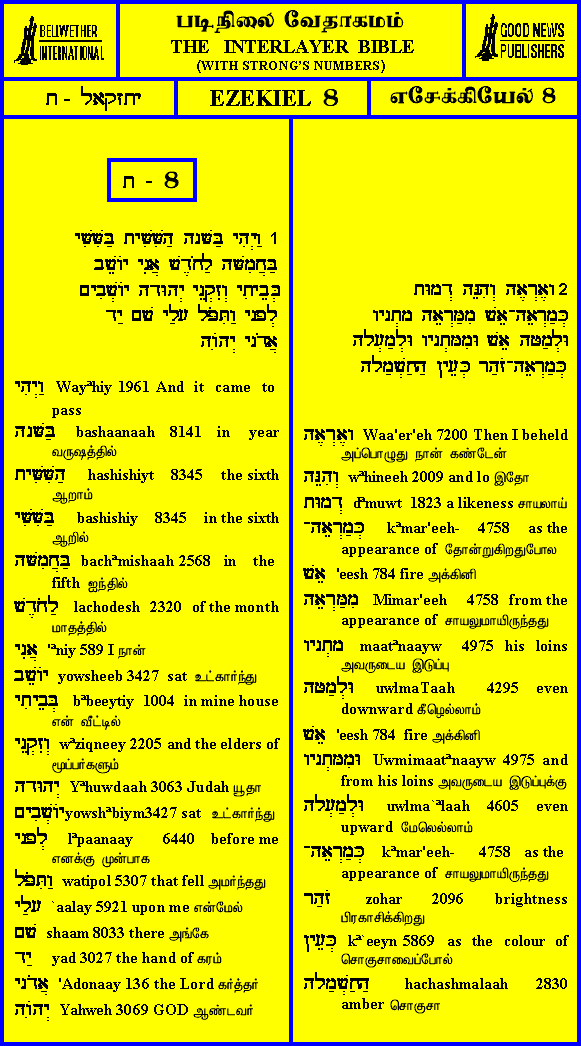 BELLWETHER
INTERNATIONAL
படிநிலை வேதாகமம்
THE INTERLAYER BIBLE
(WITH STRONG'S NUMBERS)
GOOD NEWS
PUBLISHERS
יחזקאל - ח
EZEKIEL 8
எசேக்கியேல் 8
ח - 8
1 וַיְהִי בַּשָּׁנָה הַשִּׁשִּׁית בַּשִּׁשִּׁי
בַּחֲמִשָּׁה לַחֹדֶשׁ אֲנִי יוֹשֵׁב
בְּבֵיתִי וְזִקְנֵי יְהוּדָה יוֹשְׁבִים
לְפָנַי וַתִּפֹּל עָלַי שָׁם יַד
אֲדֹנָי יְהוִֹה
וַיְהִי Wayᵃhiy 1961 And it came to
pass
בַּשָּׁנָה bashaanaah 8141 in year
வருஷத்தில்
הַשִּׁשִּׁית hashishiyt 8345 the sixth
ஆறாம்
בַּשִּׁשִּׁי bashishiy 8345 in the sixth
ஆறில்
בַּחֲמִשָּׁה bachᵃmishaah 2568 in the
fifth ஐந்தில்
לַחֹדֶשׁ lachodesh 2320 of the month
மாதத்தில்
אֲנִי 'ᵃniy 589 I நான்
יוֹשֵׁב yowsheeb 3427 sat உட்கார்ந்து
בְּבֵיתִי bᵃbeeytiy 1004 in mine house
என் வீட்டில்
וְזִקְנֵי wᵃziqneey 2205 and the elders of
மூப்பர்களும்
יְהוּדָה Yᵃhuwdaah 3063 Judah யூதா
יוֹשְׁבִים yowshᵃbiym3427 sat உட்கார்ந்து
לְפָנַי lᵃpaanaay 6440 before me
எனக்கு முன்பாக
וַתִּפֹּל watipol 5307 that fell அமர்ந்தது
עָלַי `aalay 5921 upon me என்மேல்
שָׁם shaam 8033 there அங்கே
יַד yad 3027 the hand of கரம்
אֲדֹנָי 'Adonaay 136 the Lord கர்த்தர்
יְהוִֹה Yahweh 3069 GOD ஆண்டவர்
2 וָאֶרְאֶה וְהִנֵּה דְמוּת
כְּמַרְאֵה־אֵשׁ מִמַּרְאֵה מָתְנָיו
וּלְמַטָּה אֵשׁ וּמִמָּתְנָיו וּלְמַעְלָה
כְּמַרְאֵה־זֹהַר כְּעֵין הַחַשְׁמַלָה
וָאֶרְאֶה Waa'er'eh 7200 Then I beheld
அப்பொழுது நான் கண்டேன்
וְהִנֵּה wᵃhineeh 2009 and lo இதோ
דְמוּת dᵃmuwt 1823 a likeness சாயலாய்
כְּמַרְאֵה־ kᵃmar'eeh- 4758 as the
appearance of தோன்றுகிறதுபோல
אֵשׁ 'eesh 784 fire அக்கினி
מִמַּרְאֵה Mimar'eeh 4758 from the
appearance of சாயலுமாயிருந்தது
מָתְנָיו maatᵃnaayw 4975 his loins
அவருடைய இடுப்பு
וּלְמַטָּה uwlmaTaah 4295 even
downward கீழெல்லாம்
אֵשׁ 'eesh 784 fire அக்கினி
וּמִמָּתְנָיו Uwmimaatᵃnaayw 4975 and
from his loins அவருடைய இடுப்புக்கு
וּלְמַעְלָה uwlma`ᵃlaah 4605 even
upward மேலெல்லாம்
כְּמַרְאֵה־ kᵃmar'eeh- 4758 as the
appearance of சாயலுமாயிருந்தது
זֹהַר zohar 2096 brightness
பிரகாசிக்கிறது
כְּעֵין kᵃ`eeyn 5869 as the colour of
சொகுசாவைப்போல்
הַחַשְׁמַלָה hachashmalaah 2830
amber சொகுசா